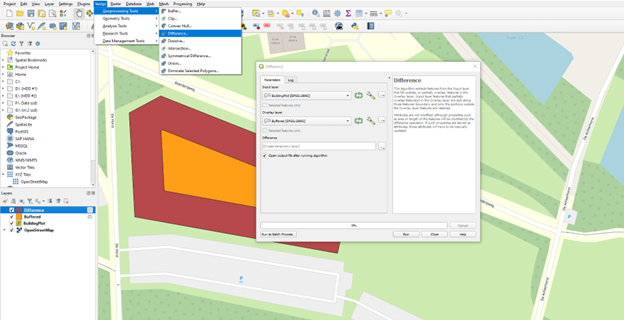 Project Edit View Layer Settings Plugins Vector Raster Database Web Mesh Processing Help
Geoprocessing Tools
Geometry Tools
Analysis Tools
Research Tools
Data Management Tools
Buffer...
Clip...
Convex Hull...
Difference...
Dissolve...
Intersection...
Symmetrical Difference...
Union...
Eliminate Selected Polygons...
Browser
Favorites
Spatial Bookmarks
Home
C:\
D:\ (HDD #1)
E:\ (HDD #2)
F:\ (Sata ssd)
G:\ (HDD #3)
GeoPackage
SpatiaLite
PostGIS
SAP HANA
MSSQL
Oracle
WMS/WMTS
Vector Tiles
XYZ Tiles
OpenStreetMap
Layers
Difference
Buffered
BuildingPlot
OpenStreetMap
Difference
Parameters Log
Input layer
BuildingPlot [EPSG:28992]
Selected features only
Overlay layer
Buffered [EPSG:28992]
Selected features only
Difference
[Create temporary layer]
Open output file after running algorithm
Difference
This algorithm extracts features from the Input layer that fall outside, or partially overlap, features in the Overlay layer. Input layer features that partially overlap feature(s) in the Overlay layer are split along those features' boundary and only the portions outside the Overlay layer features are retained.
Attributes are not modified, although properties such as area or length of the features will be modified by the difference operation. If such properties are stored as attributes, those attributes will have to be manually updated.
0%
Cancel
Run as Batch Process...
Run Close Help
P
P